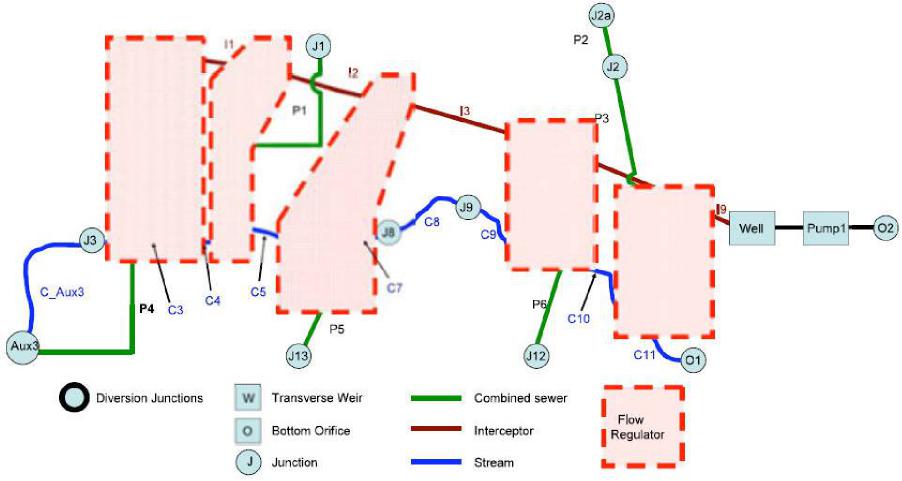 J2a
P2
I1
J1
I2
J2
P1
I3
P3
I9
J9
C8
C9
J8
J3
Well
Pump1
O2
C_Aux3
P4
C3
C4
C5
C7
P6
C10
P5
Aux3
J13
J12
C11
O1
Diversion Junctions
W
Transverse Weir
Combined sewer
O
Bottom Orifice
Interceptor
J
Junction
Stream
Flow
Regulator